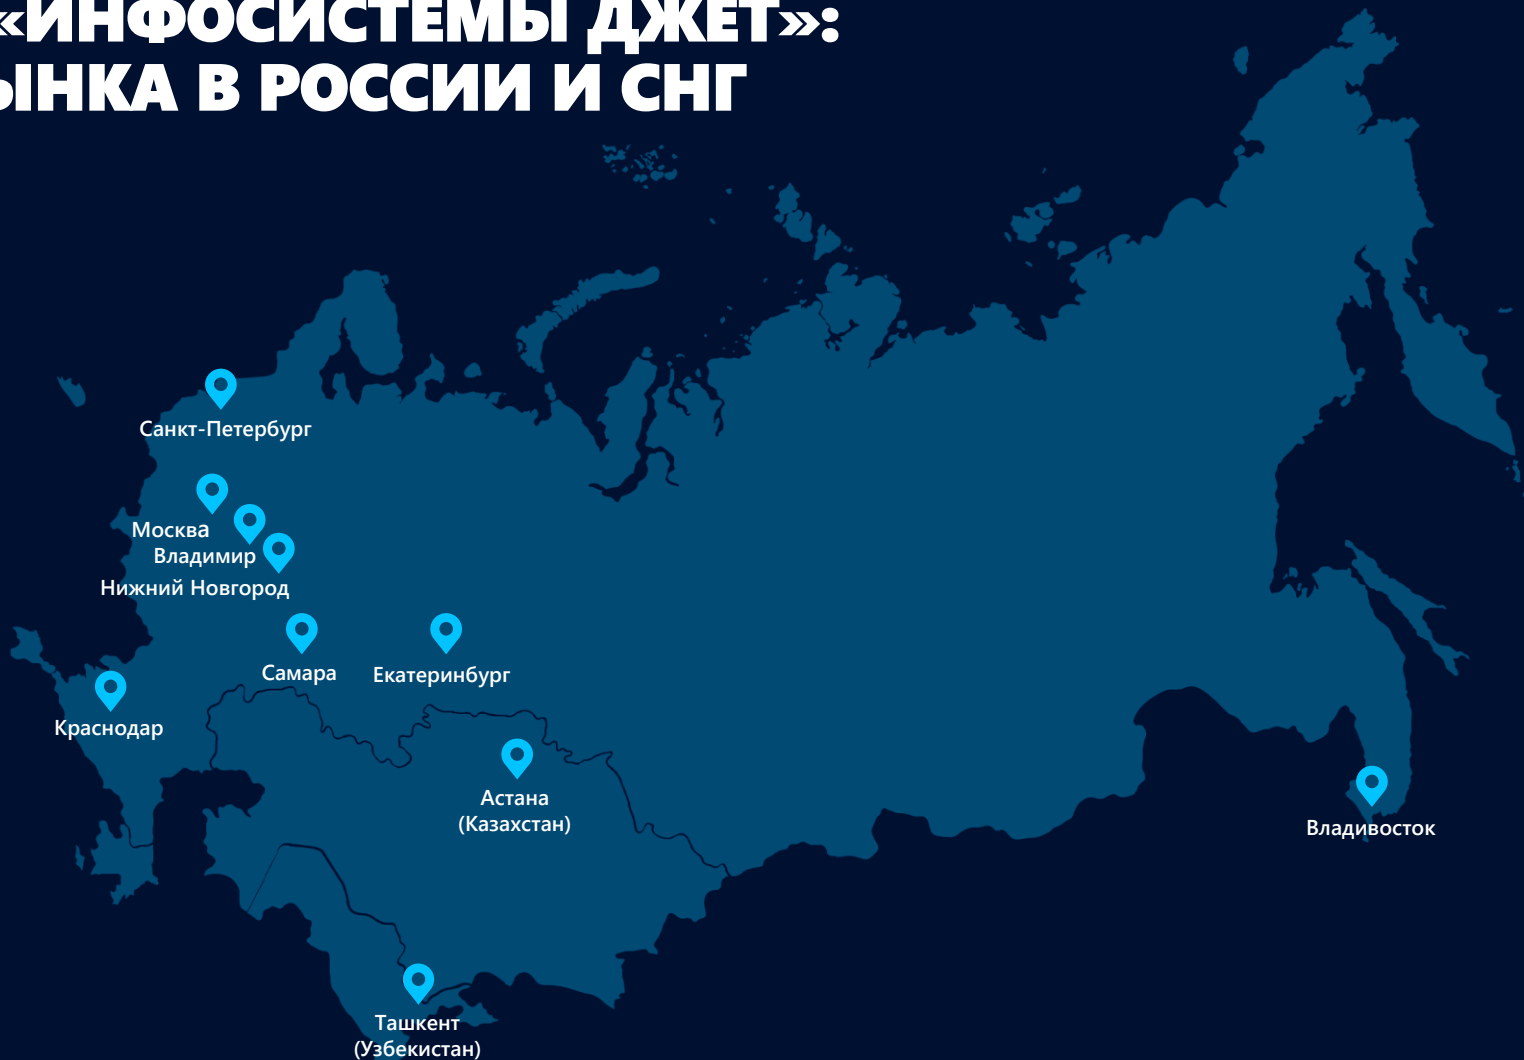 «ИНФОСИСТЕМЫ ДЖЕТ»:
ЫНКА В РОССИИ И СНГ
Санкт-Петербург
Москва
Владимир
Нижний Новгород
Самара
Екатеринбург
Краснодар
Астана
(Казахстан)
Владивосток
Ташкент
(Узбекистан)